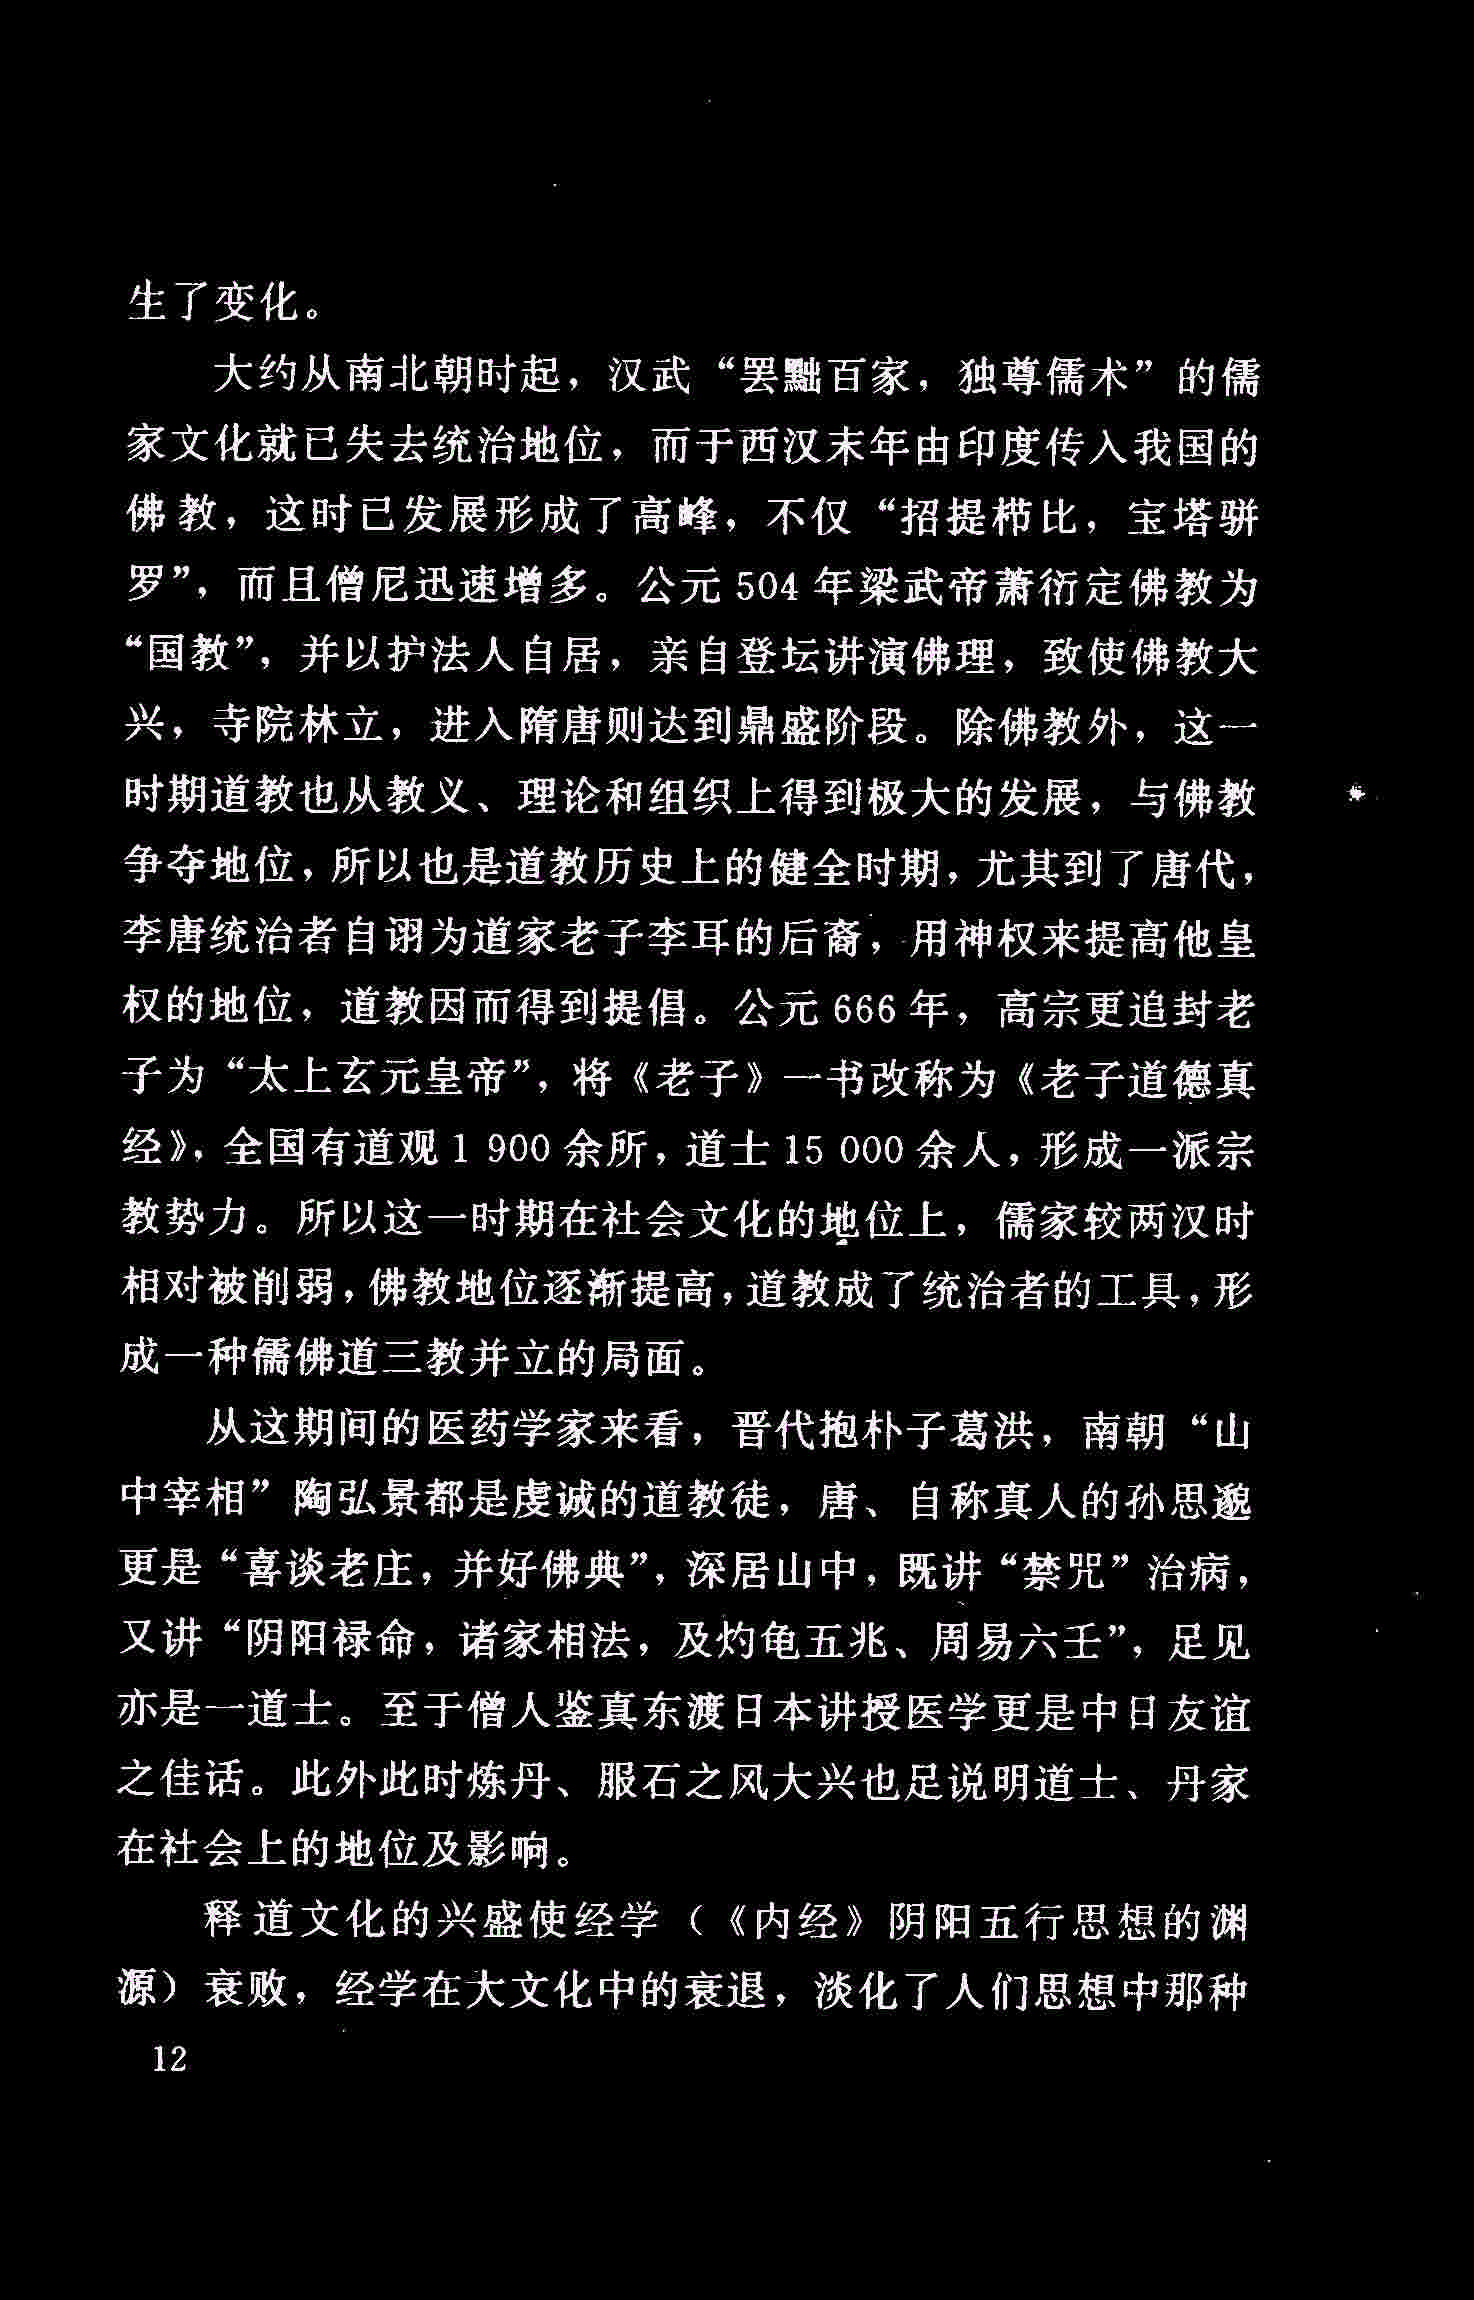 生了变化。
大约从南北朝时起，汉武“罢黜百家，独尊儒术”的儒
家文化就已失去统治地位，而于西汉末年由印度传入我国的
佛教，这时已发展形成了高峰，不仅“招提栉比，宝塔骈
罗”，而且僧尼迅速增多。公元 504 年梁武帝萧衍定佛教为
“国教”，并以护法人自居，亲自登坛讲演佛理，致使佛教大
兴，寺院林立，进入隋唐则达到鼎盛阶段。除佛教外，这一
时期道教也从教义、理论和组织上得到极大的发展，与佛教
争夺地位，所以也是道教历史上的健全时期，尤其到了唐代，
李唐统治者自诩为道家老子李耳的后裔，用神权来提高他皇
权的地位，道教因而得到提倡。公元 666 年，高宗更追封老
子为“太上玄元皇帝”，将《老子》一书改称为《老子道德真
经》，全国有道观 1 900 余所，道士 15 000 余人，形成一派宗
教势力。所以这一时期在社会文化的地位上，儒家较两汉时
相对被削弱，佛教地位逐渐提高，道教成了统治者的工具，形
成一种儒佛道三教并立的局面。
从这期间的医药学家来看，晋代抱朴子葛洪，南朝“山
中宰相”陶弘景都是虔诚的道教徒，唐、自称真人的孙思邈
更是“喜谈老庄，并好佛典”，深居山中，既讲“禁咒”治病，
又讲“阴阳禄命，诸家相法，及灼龟五兆、周易六壬”，足见
亦是一道士。至于僧人鉴真东渡日本讲授医学更是中日友谊
之佳话。此外此时炼丹、服石之风大兴也足说明道士、丹家
在社会上的地位及影响。
释道文化的兴盛使经学（《内经》阴阳五行思想的渊
源）衰败，经学在大文化中的衰退，淡化了人们思想中那种
12